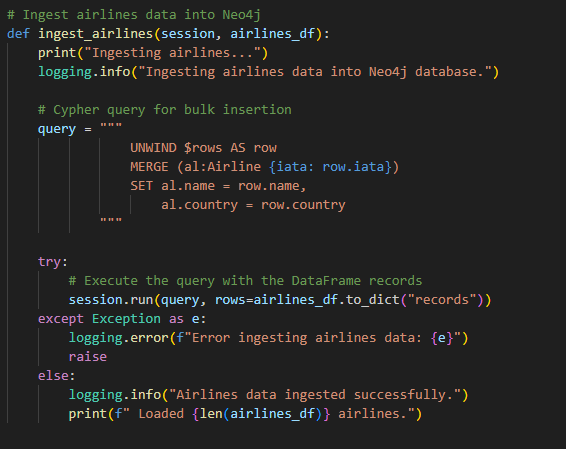 # Ingest airlines data into Neo4j
def ingest_airlines(session, airlines_df):
    print("Ingesting airlines...")
    logging.info("Ingesting airlines data into Neo4j database.")

    # Cypher query for bulk insertion
    query = """
                UNWIND $rows AS row
                MERGE (al:Airline {iata: row.iata})
                SET al.name = row.name,
                    al.country = row.country
            """

    try:
        # Execute the query with the DataFrame records
        session.run(query, rows=airlines_df.to_dict("records"))
    except Exception as e:
        logging.error(f"Error ingesting airlines data: {e}")
        raise
    else:
        logging.info("Airlines data ingested successfully.")
        print(f" Loaded {len(airlines_df)} airlines.")